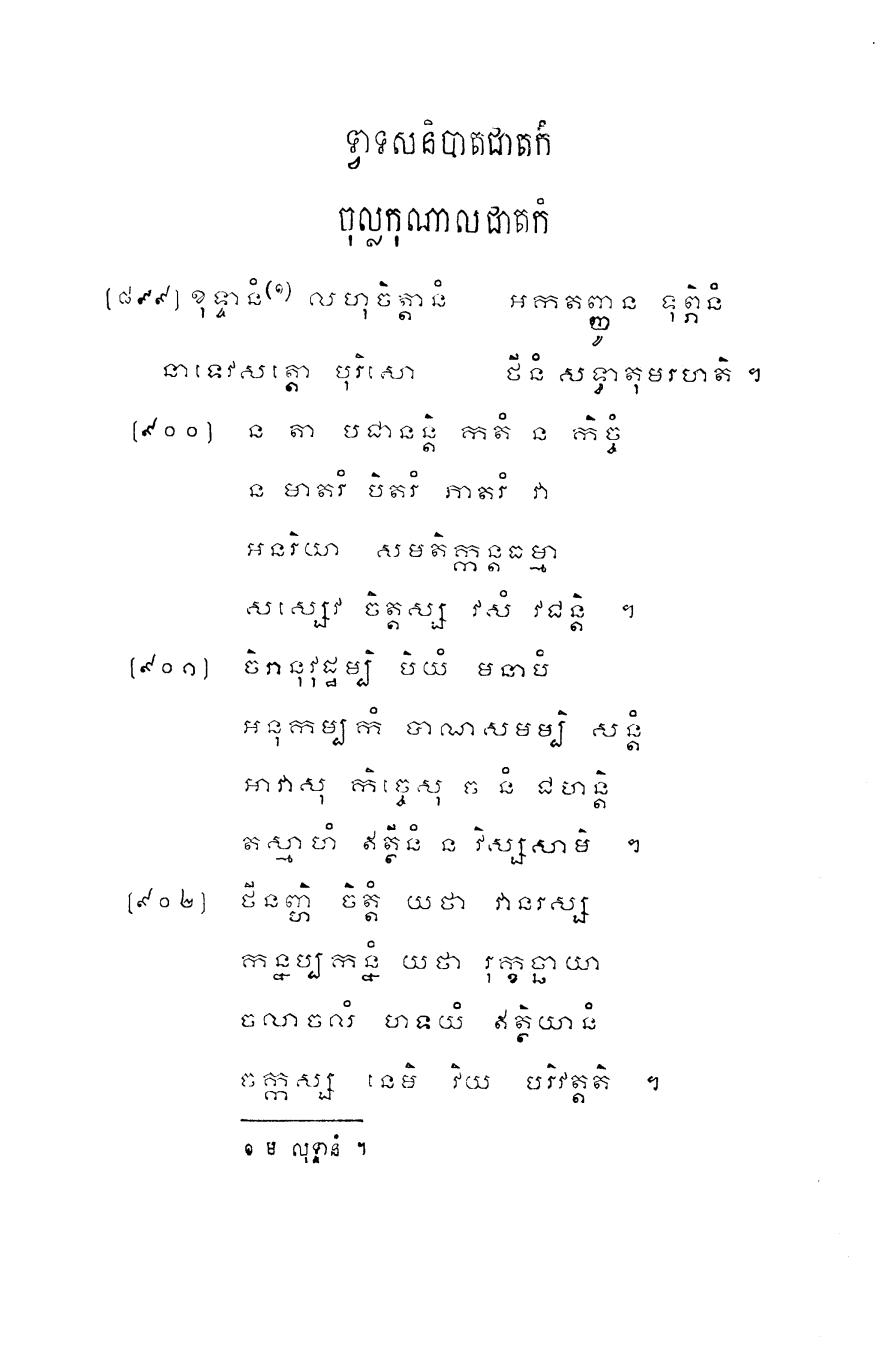 ទ្វាទសនិបាតជាតកំ
ចុល្លកុណាលជាតកំ
[៨៩៩] ខុទ្ទានំ(១) លហុចិត្តានំ អកតញ្ញូន ទុព្ភិនំ
នាទេវសត្តោ បុរិសោ ថីនំ សទ្ធាតុមរហតិ ។
[៩០០] ន តា បជានន្តិ កតំ ន កិច្ចំ
ន មាតរំ បិតរំ ភាតរំ វា
អនរិយា សមតិក្កន្តធម្មា
សស្សេវ ចិត្តស្ស វសំ វជន្តិ ។
[៩០១] ចិរានុវុដ្ឋម្បិ បិយំ មនាបំ
អនុកម្បកំ បាណសមម្បិ សន្តំ
អាវាសុ កិច្ចេសុ ច នំ ជហន្តិ
តស្មាហំ ឥត្ថីនំ ន វិស្សសាមិ ។
[៩០២] ថីនញ្ហិ ចិត្តំ យថា វានរស្ស
កន្នប្បកន្នំ យថា រុក្ខច្ឆាយា
ចលាចលំ ហទយំ ឥត្ថិយានំ
ចក្កស្ស នេមិ វិយ បរិវត្តតិ ។
១ ម លុទ្ធានំ ។